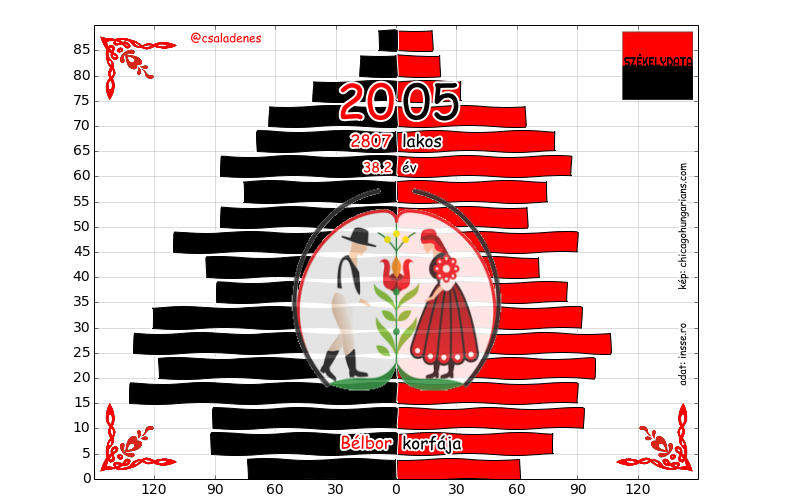 @csaladenes
SZÉKELYDATA
2005
2807 lakos
38.2 év
kép: chicagohungarians.com
adat: insse.ro
Bélbor korfája
85
80
75
70
65
60
55
50
45
40
35
30
25
20
15
10
5
0
120 90 60 30 0 30 60 90 120